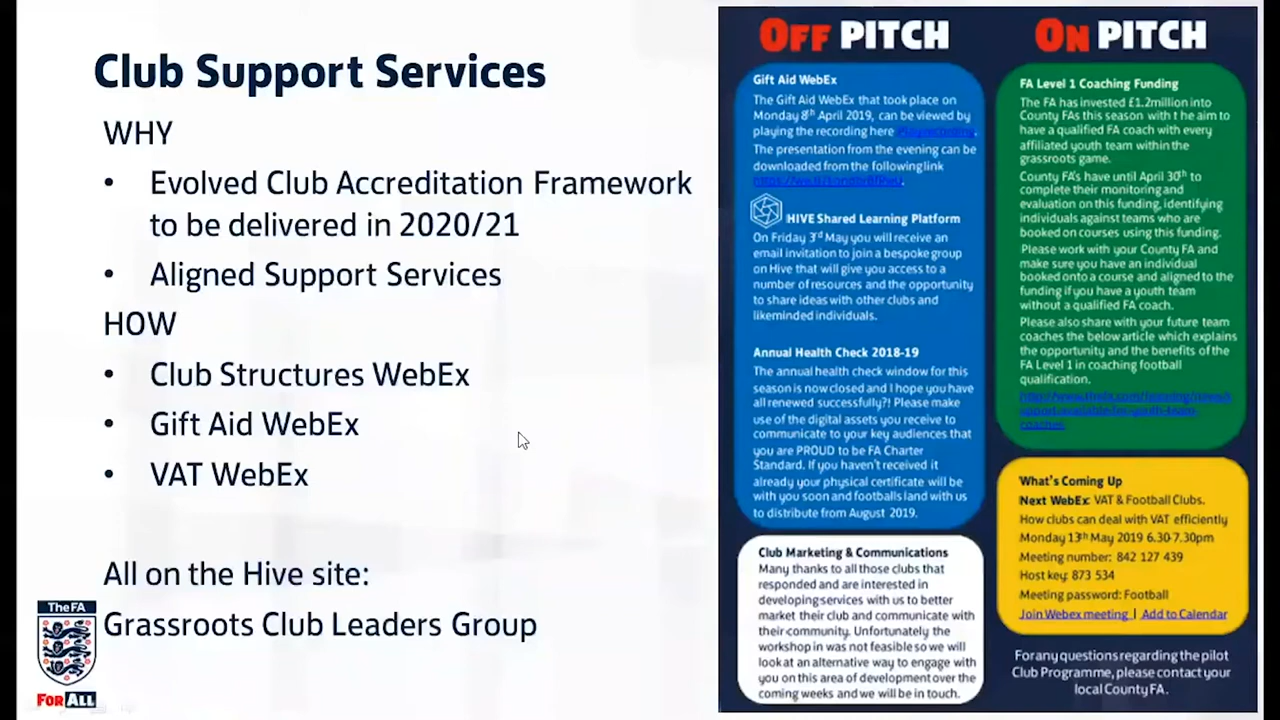 Club Support Services
WHY
• Evolved Club Accreditation Framework
to be delivered in 2020/21
• Aligned Support Services
HOW
• Club Structures WebEx
• Gift Aid WebEx
• VAT WebEx
All on the Hive site:
Grassroots Club Leaders Group
The FA
FOR ALL
OFF PITCH
Gift Aid WebEx
The Gift Aid WebEx that took place on
Monday 8th April 2019, can be viewed by
playing the recording here
The presentation from the evening can be
downloaded from the following link
HIVE Shared Learning Platform
On Friday 3rd May you will receive an
email invitation to join a bespoke group
on Hive that will give you access to a
number of resources and the opportunity
to share ideas with other clubs and
likeminded individuals.
Annual Health Check 2018-19
The annual health check window for this
season is now closed and I hope you have
all renewed successfully?! Please make
use of the digital assets you receive to
communicate to your key audiences that
you are PROUD to be FA Charter
Standard. If you haven't received it
already your physical certificate will be
with you soon and footballs land with us
to distribute from August 2019.
Club Marketing & Communications
Many thanks to all those clubs that
responded and are interested in
developing services with us to better
market their club and communicate with
their community. Unfortunately the
workshop in was not feasible so we will
look at an alternative way to engage with
you on this area of development over the
coming weeks and we will be in touch.
ON PITCH
FA Level 1 Coaching Funding
The FA has invested £1.2million into
County FAs this season with t he aim to
have a qualified FA coach with every
affiliated youth team within the
grassroots game.
County FA's have until April 30th to
complete their monitoring and
evaluation on this funding, identifying
individuals against teams who are
booked on courses using this funding.
Please work with your County FA and
make sure you have an individual
booked onto a course and aligned to the
funding if you have a youth team
without a qualified FA coach.
Please also share with your future team
coaches the below article which explains
the opportunity and the benefits of the
FA Level 1 in coaching football
qualification.
What's Coming Up
Next WebEx: VAT & Football Clubs.
How clubs can deal with VAT efficiently
Monday 13th May 2019 6.30-7.30pm
Meeting number: 842 127 439
Host key: 873 534
Meeting password: Football
Join Webex meeting | Add to Calendar
For any questions regarding the pilot
Club Programme, please contact your
local County FA.